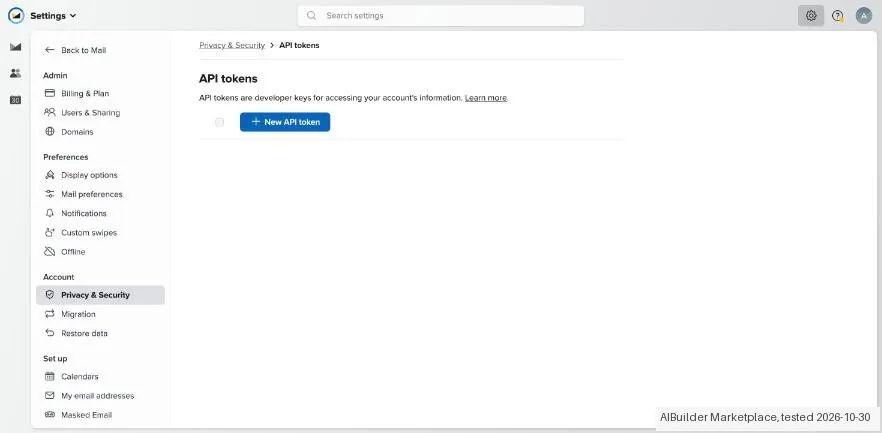 Settings
Search settings
A
30
Back to Mail
Admin
Billing & Plan
Users & Sharing
Domains
Preferences
Display options
Mail preferences
Notifications
Custom swipes
Offline
Account
Privacy & Security
Migration
Restore data
Set up
Calendars
My email addresses
Masked Email
Privacy & Security > API tokens
API tokens
API tokens are developer keys for accessing your account's information. Learn more.
+ New API token
AIBuilder Marketplace, tested 2026-10-30